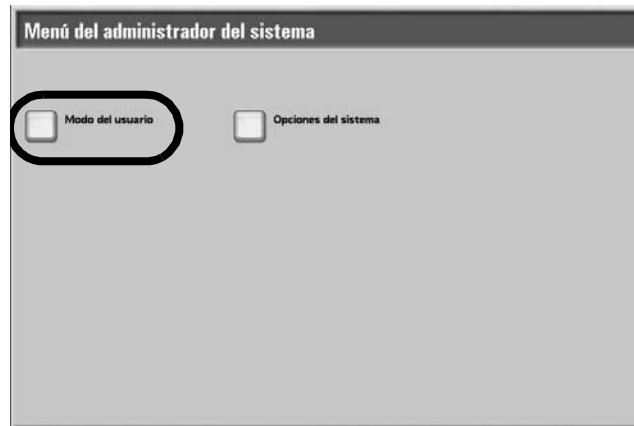 Menú del administrador del sistema
Modo del usuario
Opciones del sistema